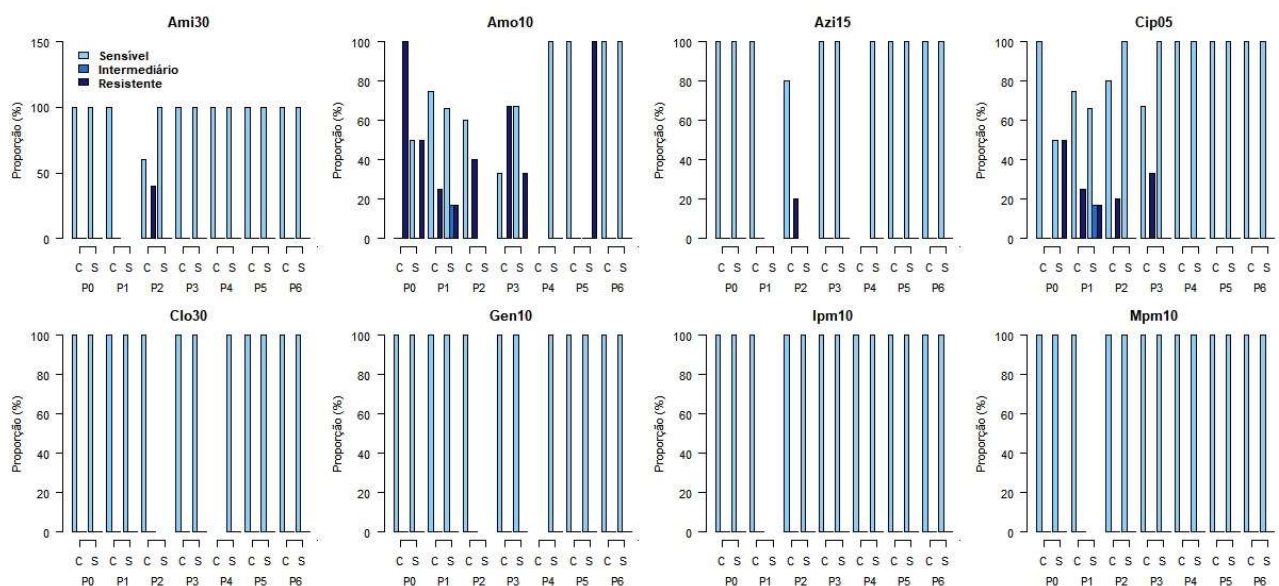 Ami30
Amo10
Azi15
Cip05
Proporção (%)
150
100
50
0
Sensível
Intermediário
Resistente
C S C S C S C S C S C S C S
P0 P1 P2 P3 P4 P5 P6
Proporção (%)
100
80
60
40
20
0
C S C S C S C S C S C S C S
P0 P1 P2 P3 P4 P5 P6
Proporção (%)
100
80
60
40
20
0
C S C S C S C S C S C S C S
P0 P1 P2 P3 P4 P5 P6
Proporção (%)
100
80
60
40
20
0
C S C S C S C S C S C S C S
P0 P1 P2 P3 P4 P5 P6
Clo30
Gen10
Ipm10
Mpm10
Proporção (%)
100
80
60
40
20
0
C S C S C S C S C S C S C S
P0 P1 P2 P3 P4 P5 P6
Proporção (%)
100
80
60
40
20
0
C S C S C S C S C S C S C S
P0 P1 P2 P3 P4 P5 P6
Proporção (%)
100
80
60
40
20
0
C S C S C S C S C S C S C S
P0 P1 P2 P3 P4 P5 P6
Proporção (%)
100
80
60
40
20
0
C S C S C S C S C S C S C S
P0 P1 P2 P3 P4 P5 P6